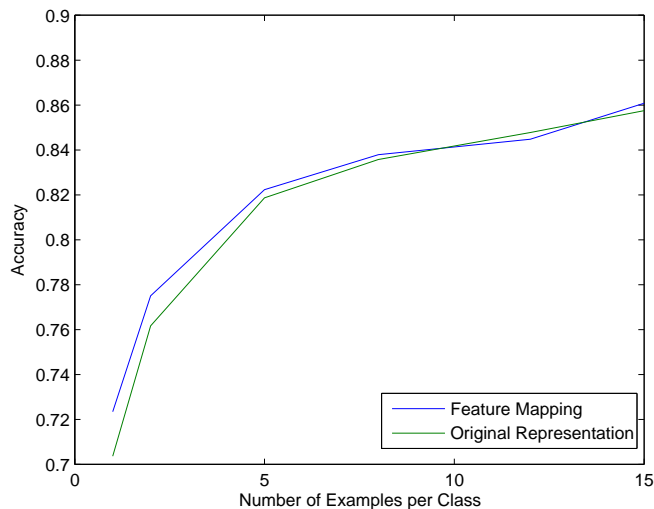 0.9
0.88
0.86
0.84
0.82
0.8
0.78
0.76
0.74
0.72
0.7
Accuracy
Feature Mapping
Original Representation
0 5 10 15
Number of Examples per Class